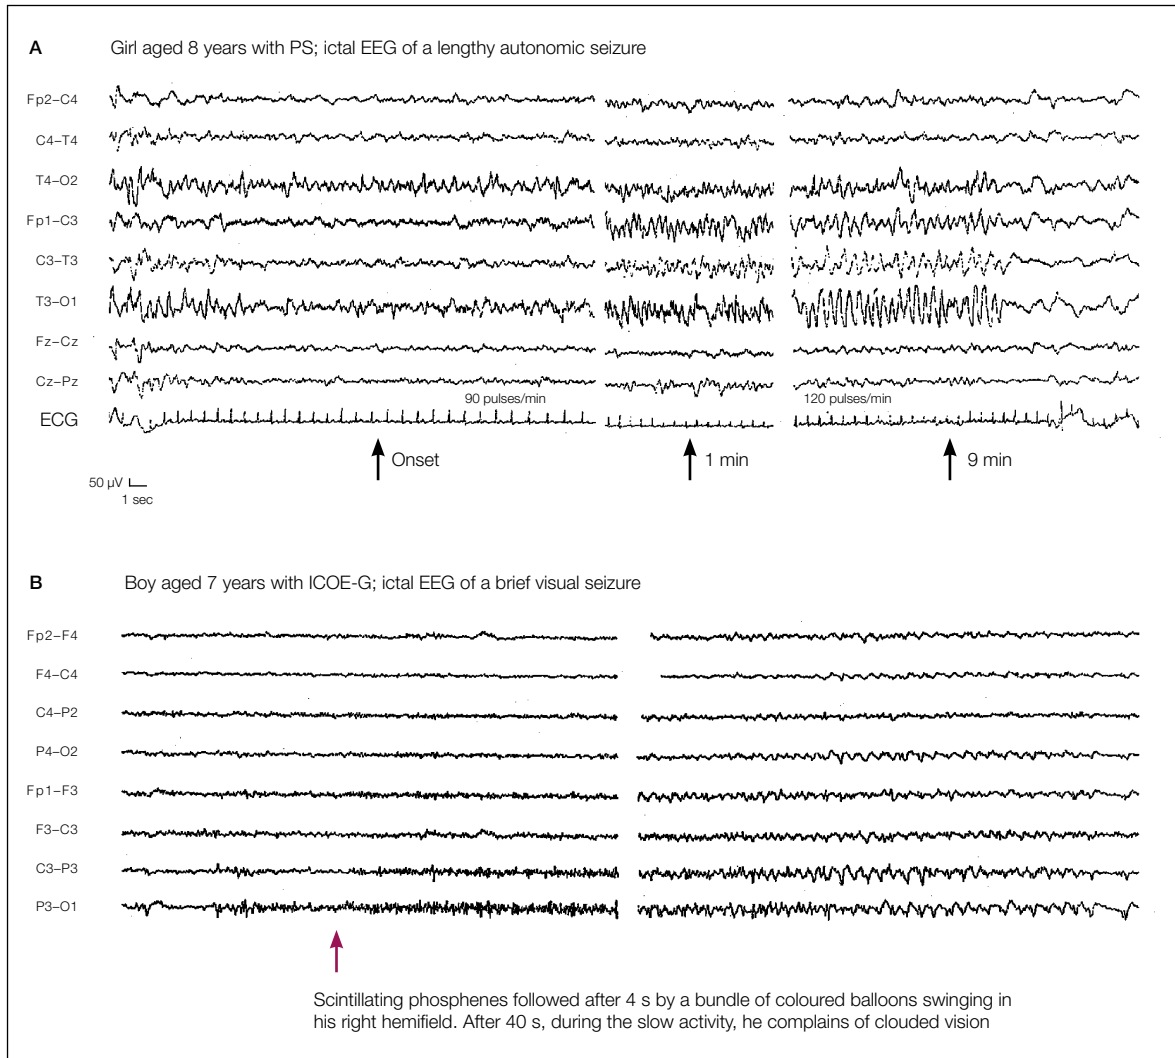 A Girl aged 8 years with PS; ictal EEG of a lengthy autonomic seizure
Fp2–C4
C4–T4
T4–O2
Fp1–C3
C3–T3
T3–O1
Fz–Cz
Cz–Pz
90 pulses/min 120 pulses/min
ECG
Onset 1 min 9 min
50 µV
1 sec
B Boy aged 7 years with ICOE-G; ictal EEG of a brief visual seizure
Fp2–F4
F4–C4
C4–P2
P4–O2
Fp1–F3
F3–C3
C3–P3
P3–O1
Scintillating phosphenes followed after 4 s by a bundle of coloured balloons swinging in
his right hemifield. After 40 s, during the slow activity, he complains of clouded vision